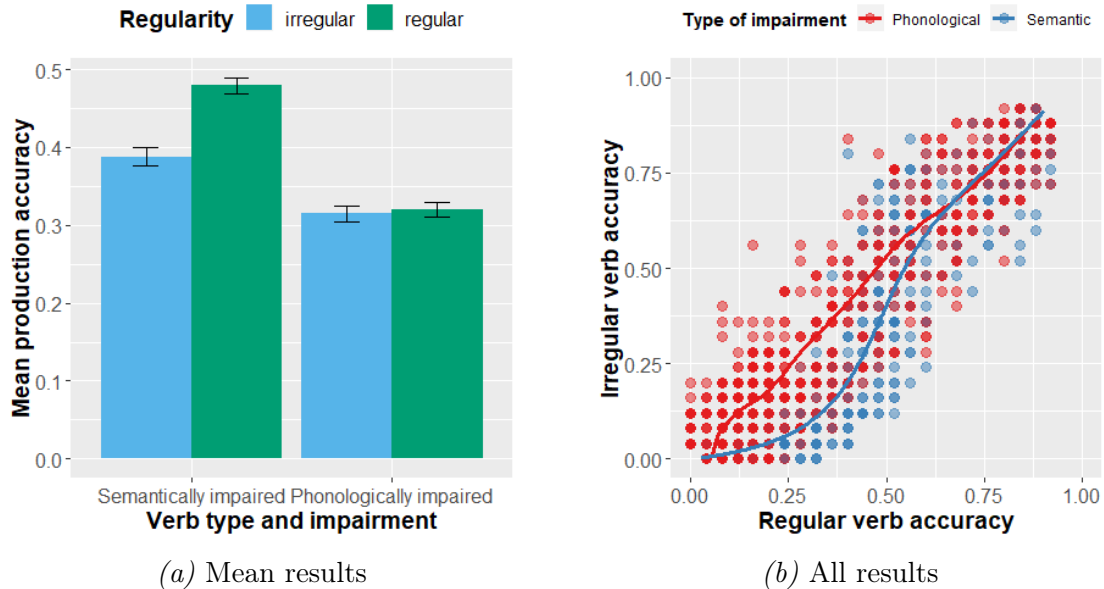 Regularity irregular regular
Mean production accuracy
0.5
0.4
0.3
0.2
0.1
0.0
Semantically impaired Phonologically impaired
Verb type and impairment
(a) Mean results
Type of impairment Phonological Semantic
Irregular verb accuracy
1.00
0.75
0.50
0.25
0.00
0.00 0.25 0.50 0.75 1.00
Regular verb accuracy
(b) All results